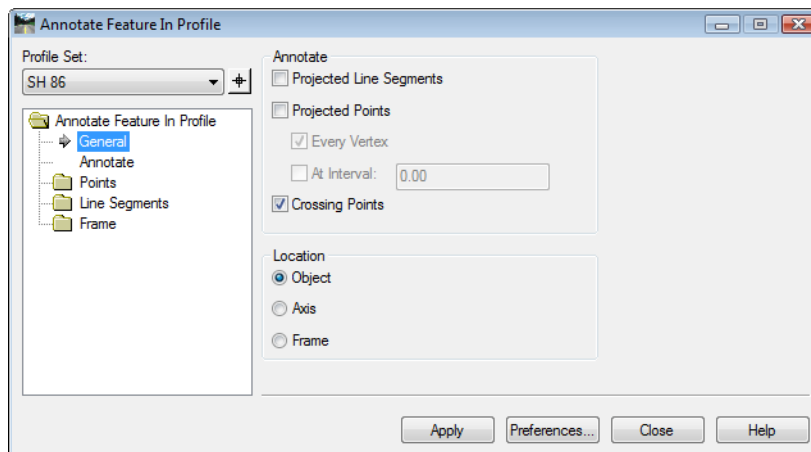 Annotate Feature In Profile
Profile Set:
SH 86
Annotate Feature In Profile
General
Annotate
Points
Line Segments
Frame
Annotate
Projected Line Segments
Projected Points
Every Vertex
At Interval: 0.00
Crossing Points
Location
Object
Axis
Frame
Apply Preferences... Close Help